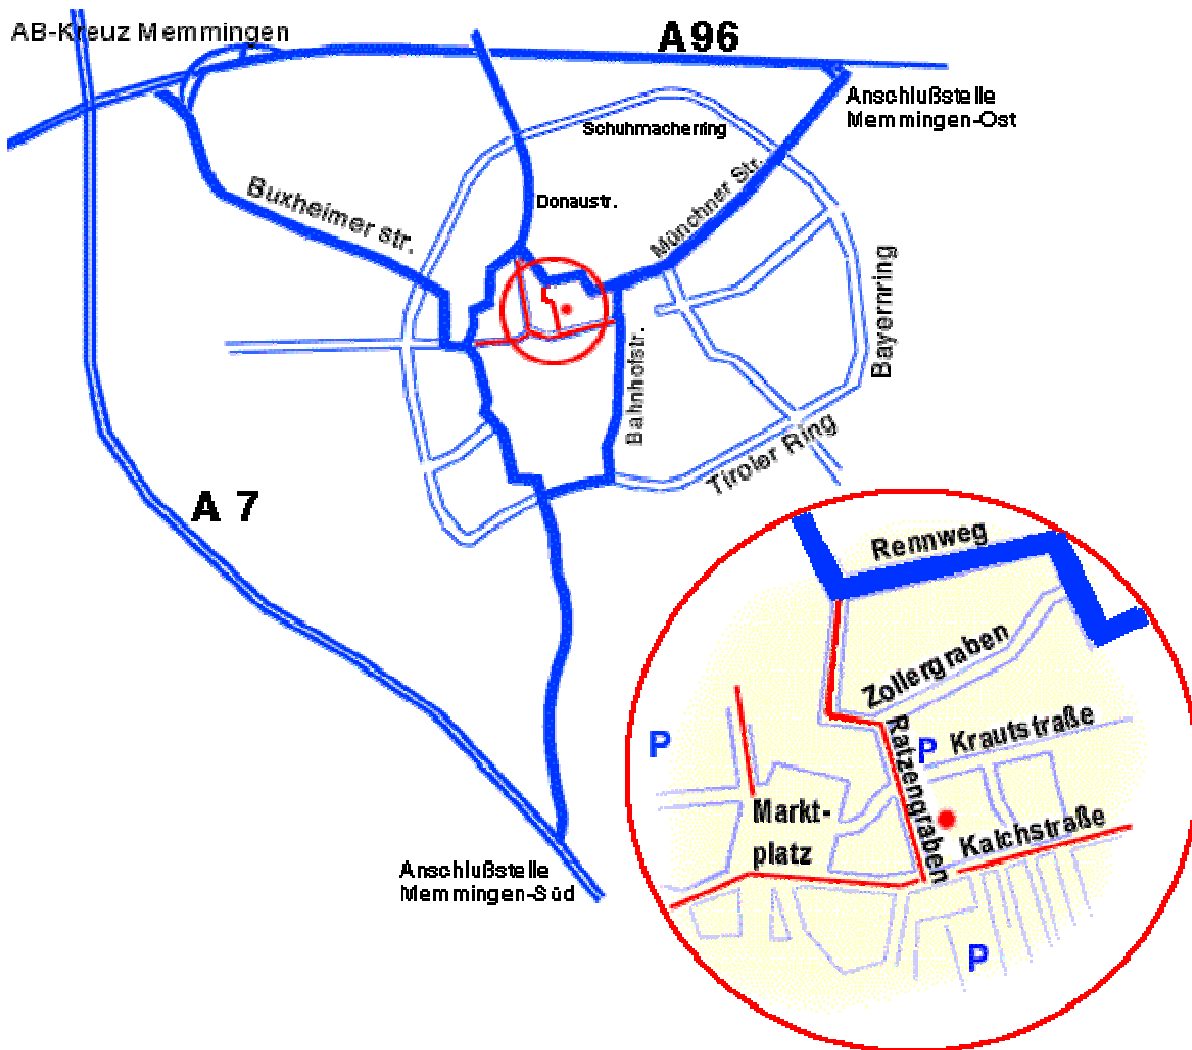 AB-Kreuz Memmingen
A96
Anschlußstelle
Memmingen-Ost
Schuhmacherring
Münchner Str.
Buxheimer str.
Donaustr.
Bayernring
Bahnhofstr.
Tiroler Ring
A 7
Rennweg
Zollergraben
P
Ratzengraben
P
Krautstraße
Markt-
platz
Kalchstraße
Anschlußstelle
Memmingen-Süd
P